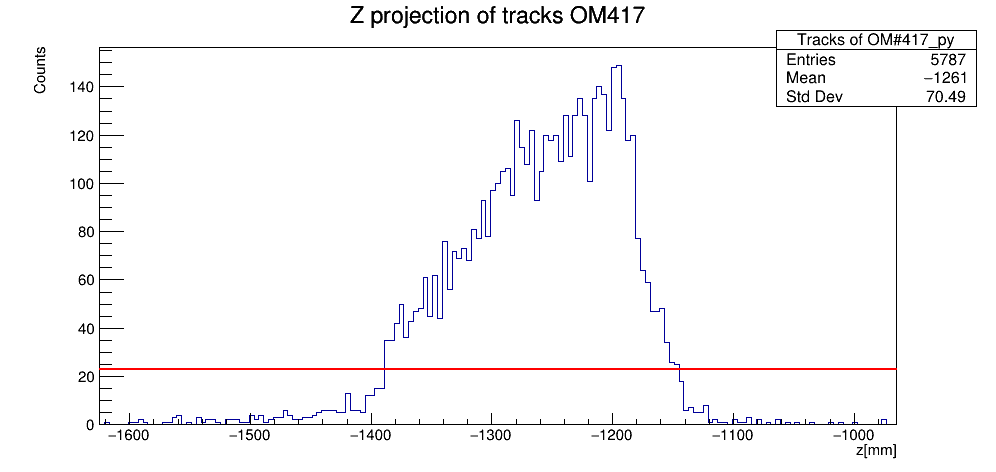 Z projection of tracks OM417
Tracks of OM#417_py
Entries 5787
Mean −1261
Std Dev 70.49
Counts
140
120
100
80
60
40
20
0
−1600 −1500 −1400 −1300 −1200 −1100 −1000
z[mm]